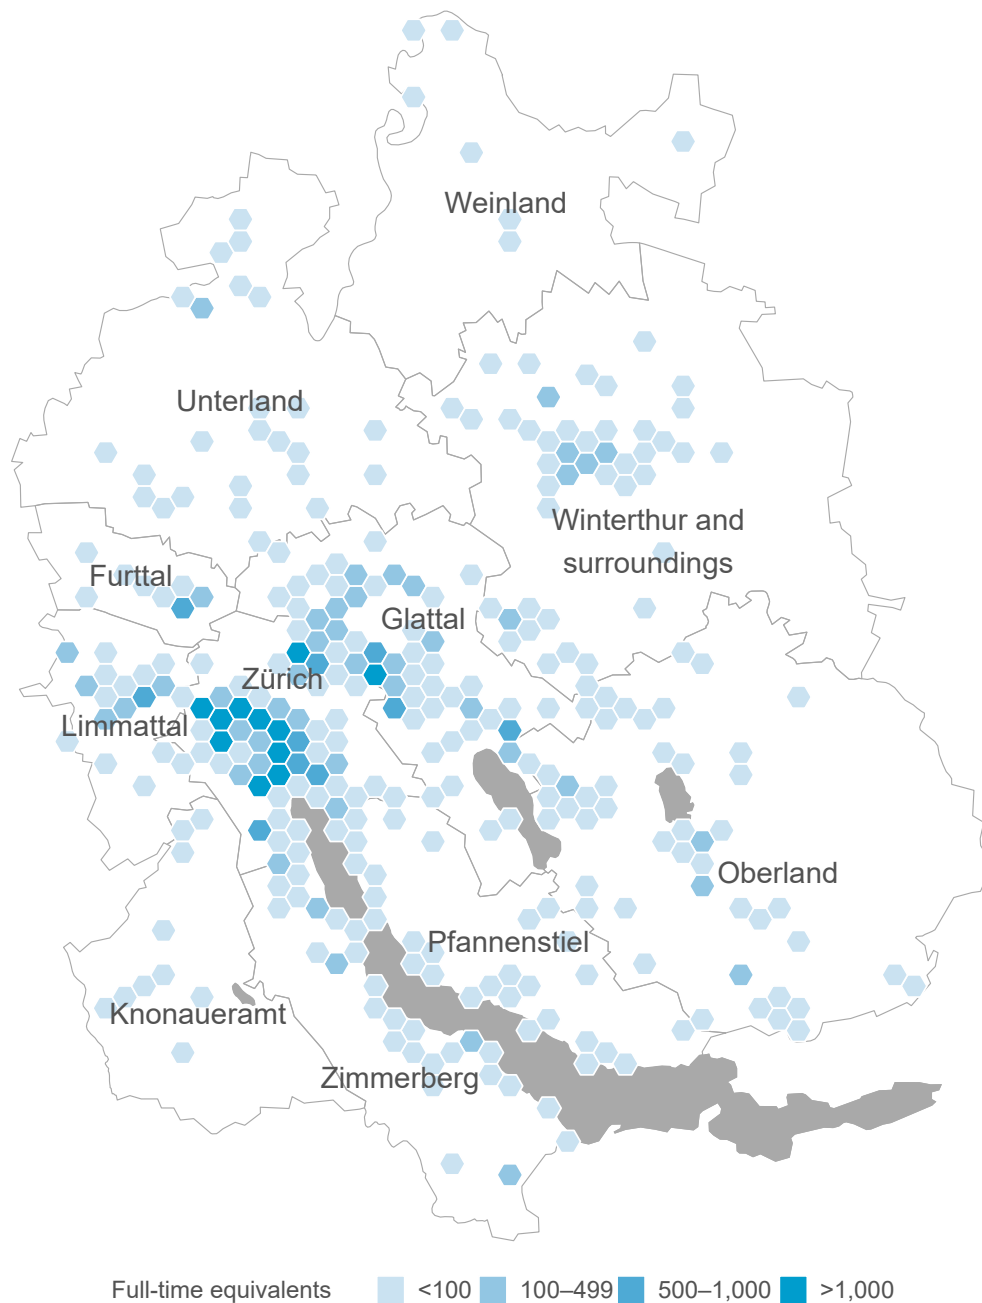 Weinland
Unterland
Winterthur and
surroundings
Furttal
Glattal
Zürich
Limmattal
Oberland
Pfannenstiel
Knonaueramt
Zimmerberg
Full-time equivalents <100 100–499 500–1,000 >1,000